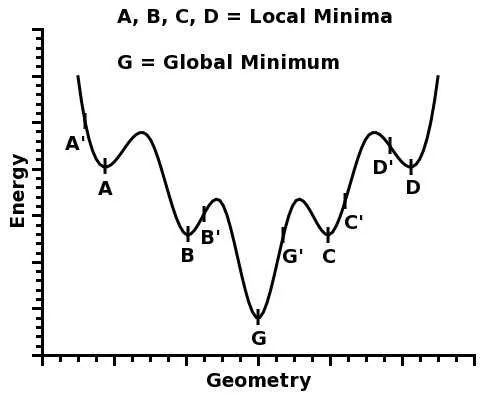 A, B, C, D = Local Minima
G = Global Minimum
A'
A
B
B'
G
G'
C
C'
D'
D
Energy
Geometry